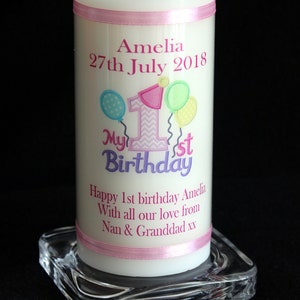 Amelia
27th July 2018
My 1st
Birthday
Happy 1st birthday Amelia
With all our love from
Nan & Granddad xx